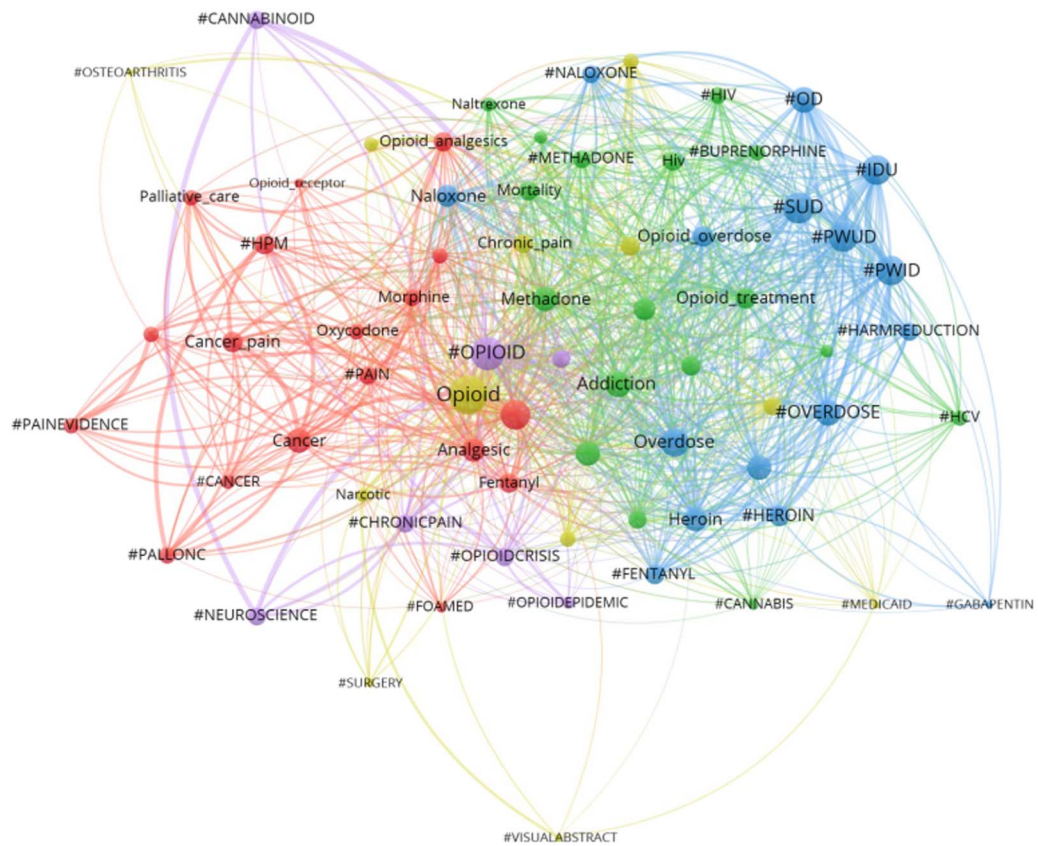 #CANNABINOID
#OSTEOARTHRITIS
#NALOXONE
Naltrexone
#HIV
#OD
Opioid_analgesics
#METHADONE
Hiv
#BUPRENORPHINE
#IDU
Opioid_receptor
Palliative_care
Naloxone
Mortality
#SUD
#HPM
Chronic_pain
Opioid_overdose
#PWUD
#PWID
Morphine
Methadone
Opioid_treatment
Oxycodone
Cancer_pain
#HARMREDUCTION
#OPIOID
#PAIN
Addiction
Opioid
#PAINEVIDENCE
#OVERDOSE
#HCV
Cancer
Analgesic
Overdose
#CANCER
Fentanyl
Narcotic
#CHRONICPAIN
Heroin
#HEROIN
#PALLONC
#OPIOIDCRISIS
#FENTANYL
#NEUROSCIENCE
#FOAMED
#OPIOIDEPIDEMIC
#CANNABIS
#MEDICAID
#GABAPENTIN
#SURGERY
#VISUALABSTRACT